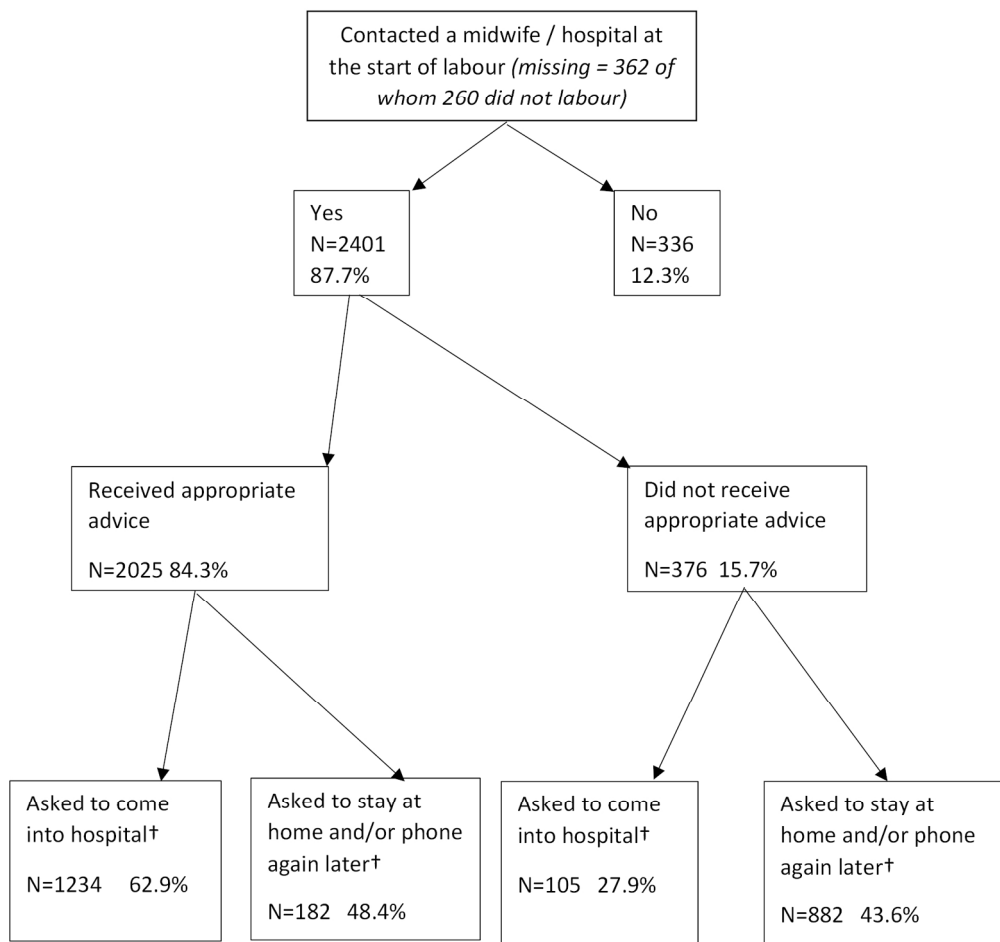 Contacted a midwife / hospital at
the start of labour (missing = 362 of
whom 260 did not labour)
Yes
N=2401
87.7%
No
N=336
12.3%
Received appropriate
advice
N=2025 84.3%
Did not receive
appropriate advice
N=376 15.7%
Asked to come
into hospital†
N=1234 62.9%
Asked to stay at
home and/or phone
again later†
N=182 48.4%
Asked to come
into hospital†
N=105 27.9%
Asked to stay at
home and/or phone
again later†
N=882 43.6%